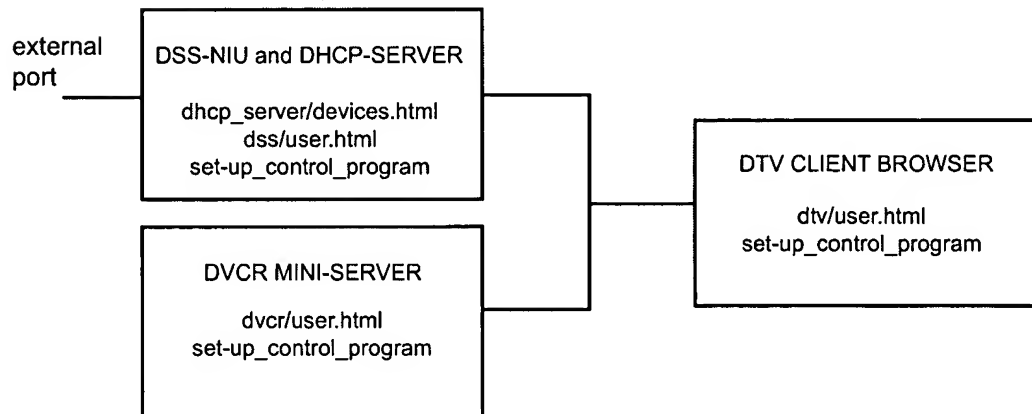 external
port
DSS-NIU and DHCP-SERVER
dhcp_server/devices.html
dss/user.html
set-up_control_program
DVCR MINI-SERVER
dvcr/user.html
set-up_control_program
DTV CLIENT BROWSER
dtv/user.html
set-up_control_program